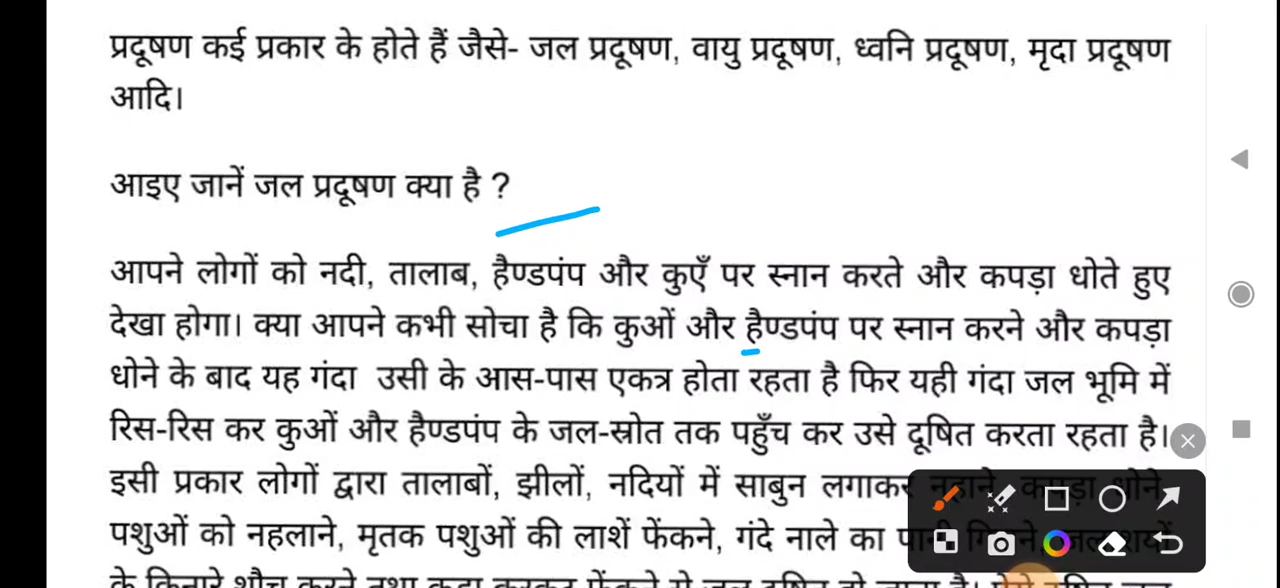 प्रदूषण कई प्रकार के होते हैं जैसे- जल प्रदूषण, वायु प्रदूषण, ध्वनि प्रदूषण, मृदा प्रदूषण
आदि।
आइए जानें जल प्रदूषण क्या है ?
आपने लोगों को नदी, तालाब, हैण्डपंप और कुएँ पर स्नान करते और कपड़ा धोते हुए
देखा होगा। क्या आपने कभी सोचा है कि कुओं और हैण्डपंप पर स्नान करने और कपड़ा
धोने के बाद यह गंदा उसी के आस-पास एकत्र होता रहता है फिर यही गंदा जल भूमि में
रिस-रिस कर कुओं और हैण्डपंप के जल-स्रोत तक पहुँच कर उसे दूषित करता रहता है।
इसी प्रकार लोगों द्वारा तालाबों, झीलों, नदियों में साबुन लगाकर नहाने, कपड़ा धोने,
पशुओं को नहलाने, मृतक पशुओं की लाशें फेंकने, गंदे नाले का पानी